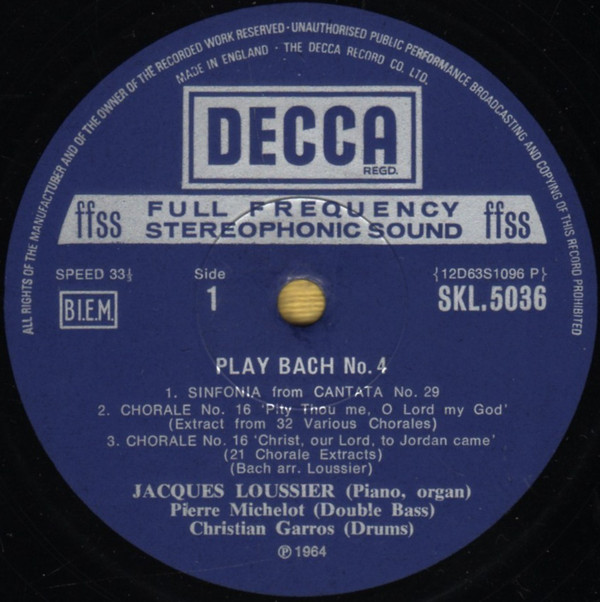 ALL RIGHTS OF THE MANUFACTURER AND OF THE OWNER OF THE RECORDED WORK RESERVED · UNAUTHORISED PUBLIC PERFORMANCE BROADCASTING AND COPYING OF THIS RECORD PROHIBITED
MADE IN ENGLAND · THE DECCA RECORD CO. LTD.
DECCA
REGD.
ffss FULL FREQUENCY STEREOPHONIC SOUND ffss
SPEED 33⅓
Side
1
{12D63S1096 P}
B.I.E.M.
SKL.5036
PLAY BACH No. 4
1. SINFONIA from CANTATA No. 29
2. CHORALE No. 16 'Pity Thou me, O Lord my God'
(Extract from 32 Various Chorales)
3. CHORALE No. 16 'Christ, our Lord, to Jordan came'
(21 Chorale Extracts)
(Bach arr. Loussier)
JACQUES LOUSSIER (Piano, organ)
Pierre Michelot (Double Bass)
Christian Garros (Drums)
℗ 1964